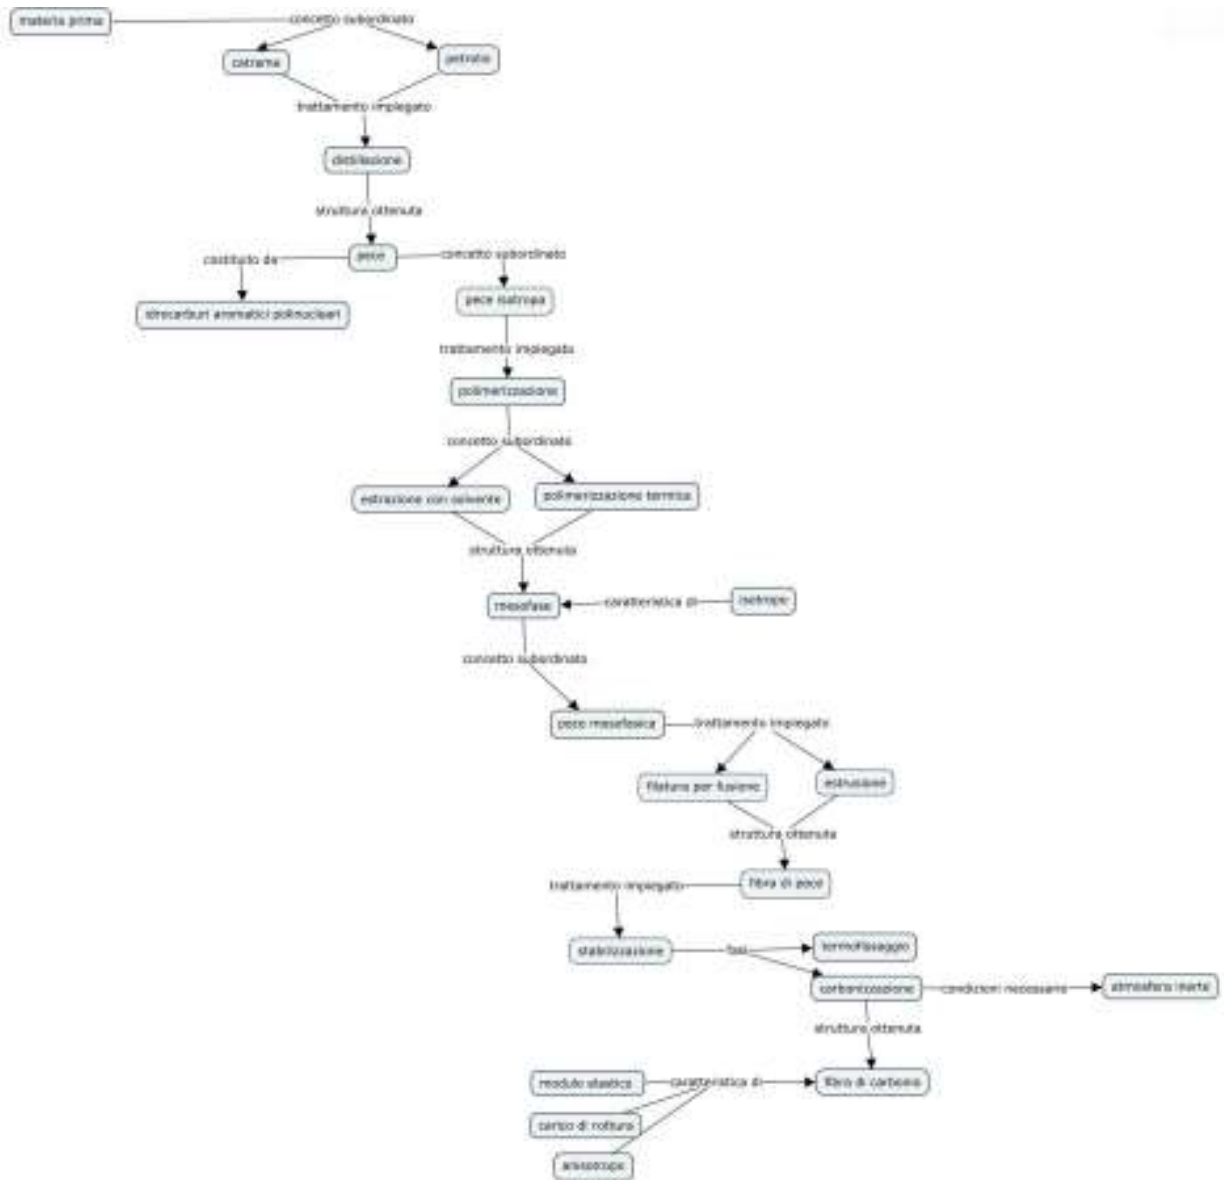 materia prima
concetto subordinato
catrame
petrolio
trattamento impiegato
distillazione
struttura ottenuta
pece
costituito da
concetto subordinato
idrocarburi aromatici polinucleari
pece isotropa
trattamento impiegato
polimerizzazione
concetto subordinato
estrazione con solvente
polimerizzazione termica
struttura ottenuta
mesofase
caratteristica di
isotropo
concetto subordinato
pece mesofasica
trattamento impiegato
filatura per fusione
estrusione
struttura ottenuta
fibra di pece
trattamento impiegato
stabilizzazione
fasi
termofissaggio
carbonizzazione
condizioni necessarie
atmosfera inerte
struttura ottenuta
modulo elastico
caratteristica di
fibra di carbonio
carico di rottura
anisotropo